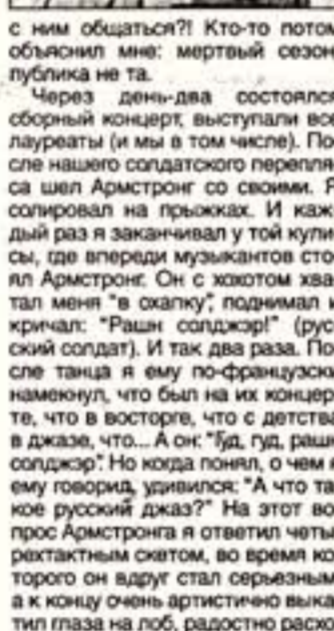 с ним общаться?! Кто-то потом
объяснил мне: мертвый сезон
публика не та.
Через день-два состоялся
сборный концерт, выступали все
лауреаты (и мы в том числе). По
сле нашего солдатского перепля
са шел Армстронг со своими. Я
солировал на прыжках. И каж
дый раз я заканчивал у той кули
сы, где впереди музыкантов сто
ял Армстронг. Он с хохотом хва
тал меня "в охапку", поднимал и
кричал: "Рашн солджэр!" (рус
ский солдат). И так два раза. По
сле танца я ему по-французски
намекнул, что был на их концер
те, что в восторге, что с детства
в джазе, что... А он: "Гуд, гуд, рашн
солджэр". Но когда понял, о чем я
ему говорил, удивился: "А что та
кое русский джаз?" На этот во
прос Армстронга я ответил четы
рехтактным скетом, во время ко
торого он вдруг стал серьезным
а к концу очень артистично выка
тил глаза на лоб, радостно расхо